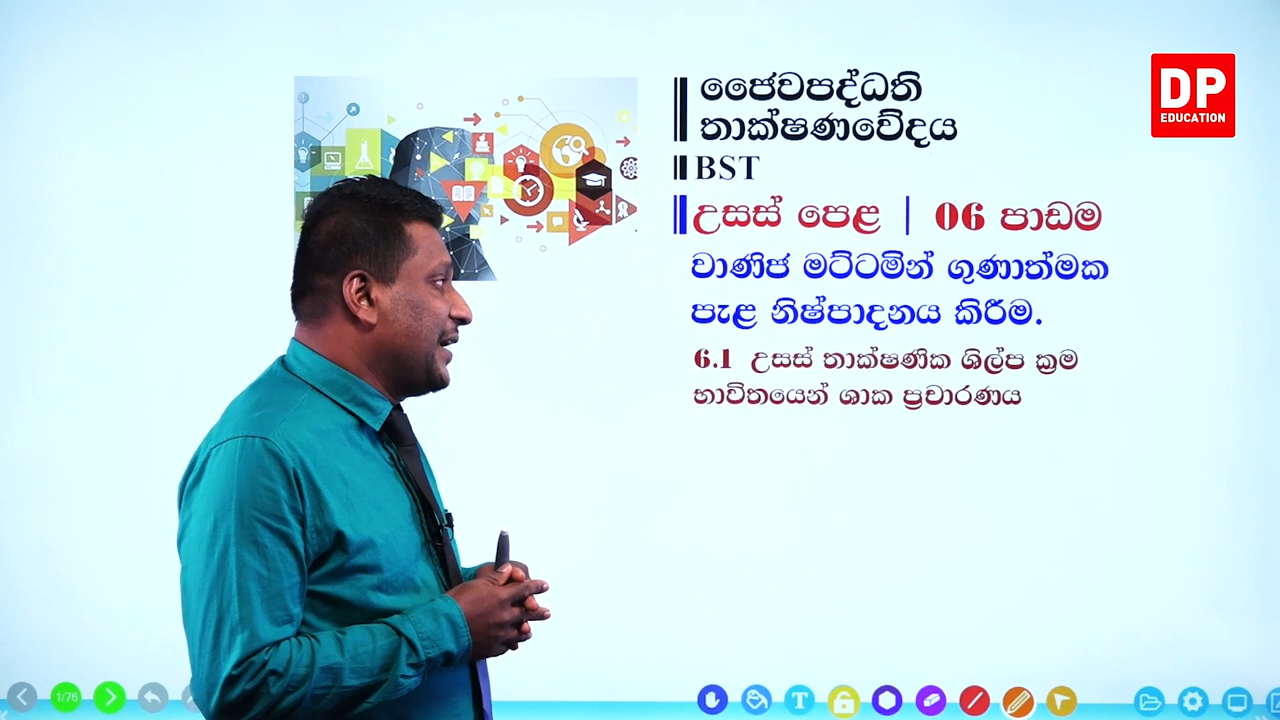 ජෛවපද්ධති
තාක්ෂණවේදය
BST
උසස් පෙළ | 06 පාඩම
වාණිජ මට්ටමින් ගුණාත්මක
පැළ නිෂ්පාදනය කිරීම.
6.1 උසස් තාක්ෂණික ශිල්ප ක්‍රම
භාවිතයෙන් ශාක ප්‍රචාරණය
DP
EDUCATION
1/76
T